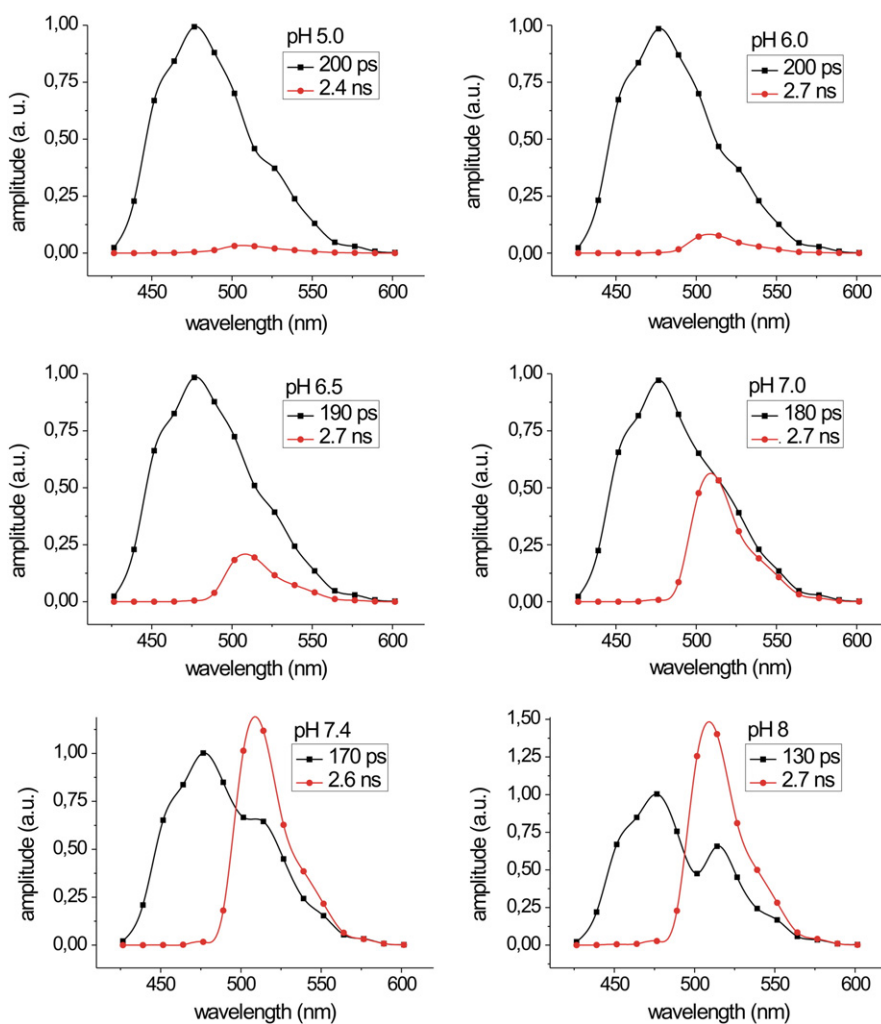 pH 5.0
200 ps
2.4 ns
1,00
0,75
0,50
0,25
0,00
amplitude (a. u.)
450 500 550 600
wavelength (nm)
pH 6.0
200 ps
2.7 ns
1,00
0,75
0,50
0,25
0,00
amplitude (a.u.)
450 500 550 600
wavelength (nm)
pH 6.5
190 ps
2.7 ns
1,00
0,75
0,50
0,25
0,00
amplitude (a.u.)
450 500 550 600
wavelength (nm)
pH 7.0
180 ps
2.7 ns
1,00
0,75
0,50
0,25
0,00
amplitude (a.u.)
450 500 550 600
wavelength (nm)
pH 7.4
170 ps
2.6 ns
1,00
0,75
0,50
0,25
0,00
amplitude (a.u.)
450 500 550 600
wavelength (nm)
pH 8
130 ps
2.7 ns
1,50
1,25
1,00
0,75
0,50
0,25
0,00
amplitude (a.u.)
450 500 550 600
wavelength (nm)